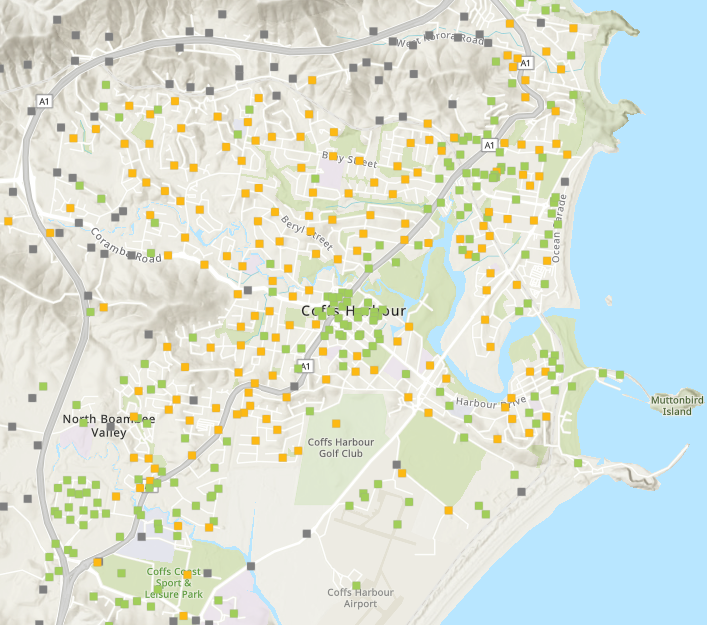 West Korora Road
A1
A1
A1
Bray Street
Ocean Parade
Beryl Street
Coramba Road
Coffs Harbour
A1
Muttonbird
Island
Harbour Drive
North Boambee
Valley
Coffs Harbour
Golf Club
Coffs Coast
Sport &
Leisure Park
Coffs Harbour
Airport